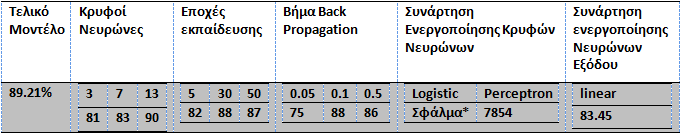 Τελικό Μοντέλο
Κρυφοί Νευρώνες
Εποχές εκπαίδευσης
Βήμα Back Propagation
Συνάρτηση Ενεργοποίησης Κρυφών Νευρώνων
Συνάρτηση ενεργοποίησης Νευρώνων Εξόδου
89.21%
3 7 13
81 83 90
5 30 50
82 88 87
0.05 0.1 0.5
75 88 86
Logistic Perceptron
Σφάλμα* 7854
linear
83.45